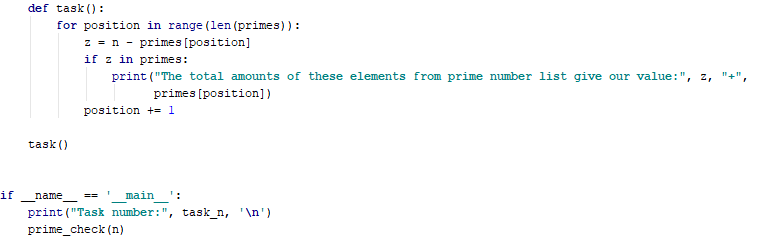 def task():
for position in range(len(primes)):
z = n - primes[position]
if z in primes:
print("The total amounts of these elements from prime number list give our value:", z, "+",
primes[position])
position += 1
task()
if __name__ == '__main__':
print("Task number:", task_n, '\n')
prime_check(n)